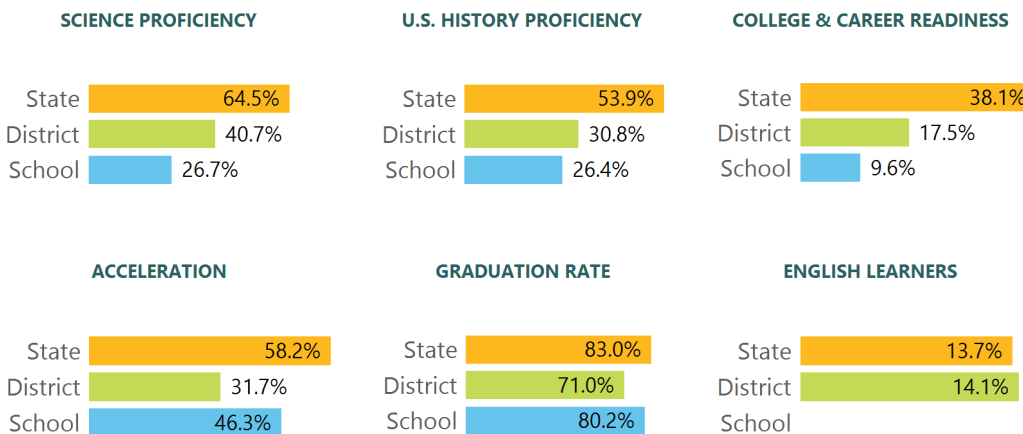 SCIENCE PROFICIENCY
State 64.5%
District 40.7%
School 26.7%
U.S. HISTORY PROFICIENCY
State 53.9%
District 30.8%
School 26.4%
COLLEGE & CAREER READINESS
State 38.1%
District 17.5%
School 9.6%
ACCELERATION
State 58.2%
District 31.7%
School 46.3%
GRADUATION RATE
State 83.0%
District 71.0%
School 80.2%
ENGLISH LEARNERS
State 13.7%
District 14.1%
School